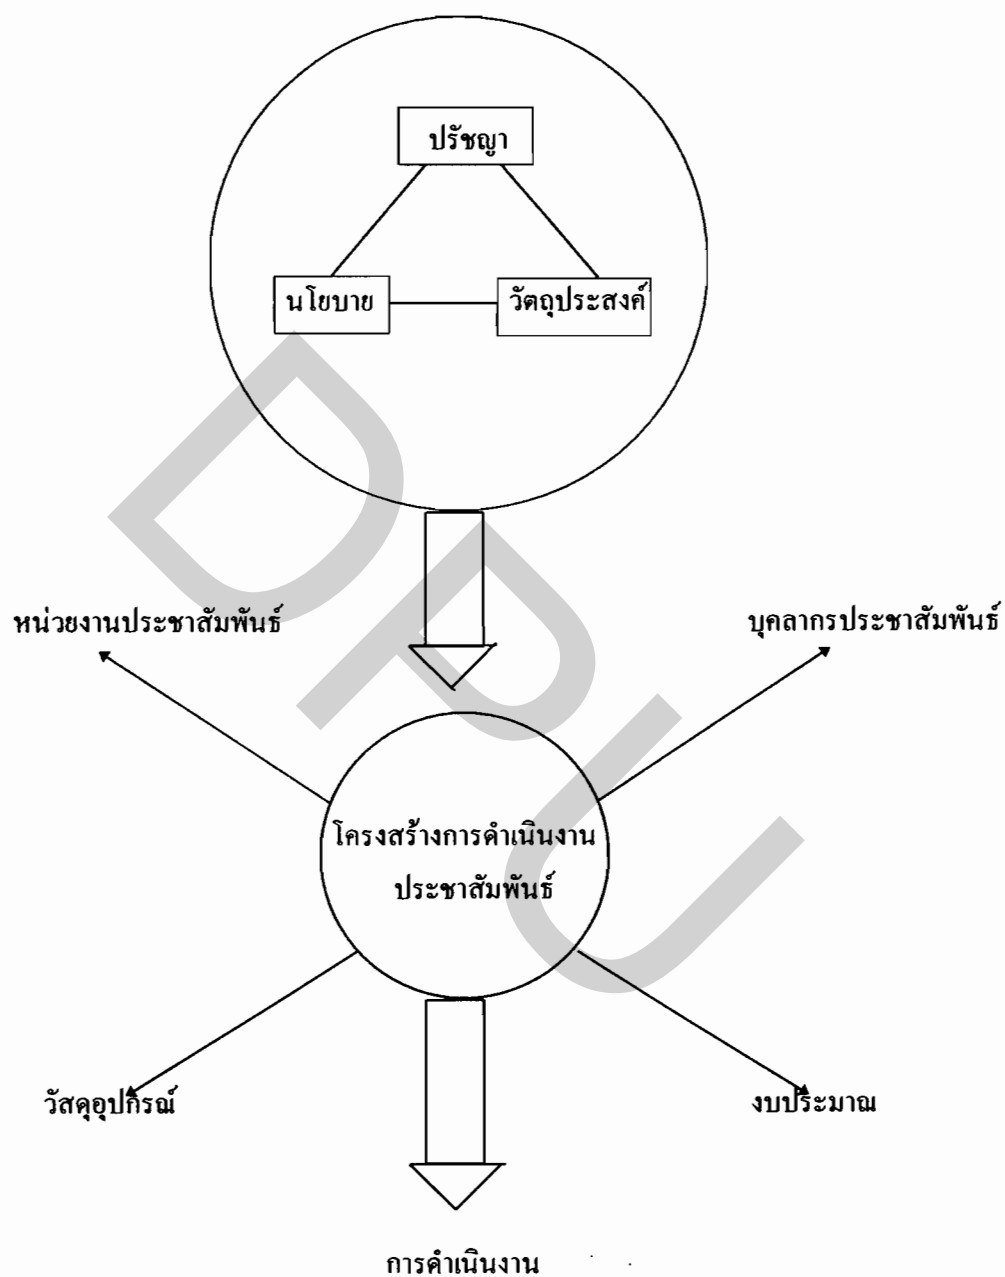 ปรัชญา
นโยบาย
วัตถุประสงค์
หน่วยงานประชาสัมพันธ์
บุคลากรประชาสัมพันธ์
โครงสร้างการดำเนินงาน
ประชาสัมพันธ์
วัสดุอุปกรณ์
งบประมาณ
การดำเนินงาน
DPU